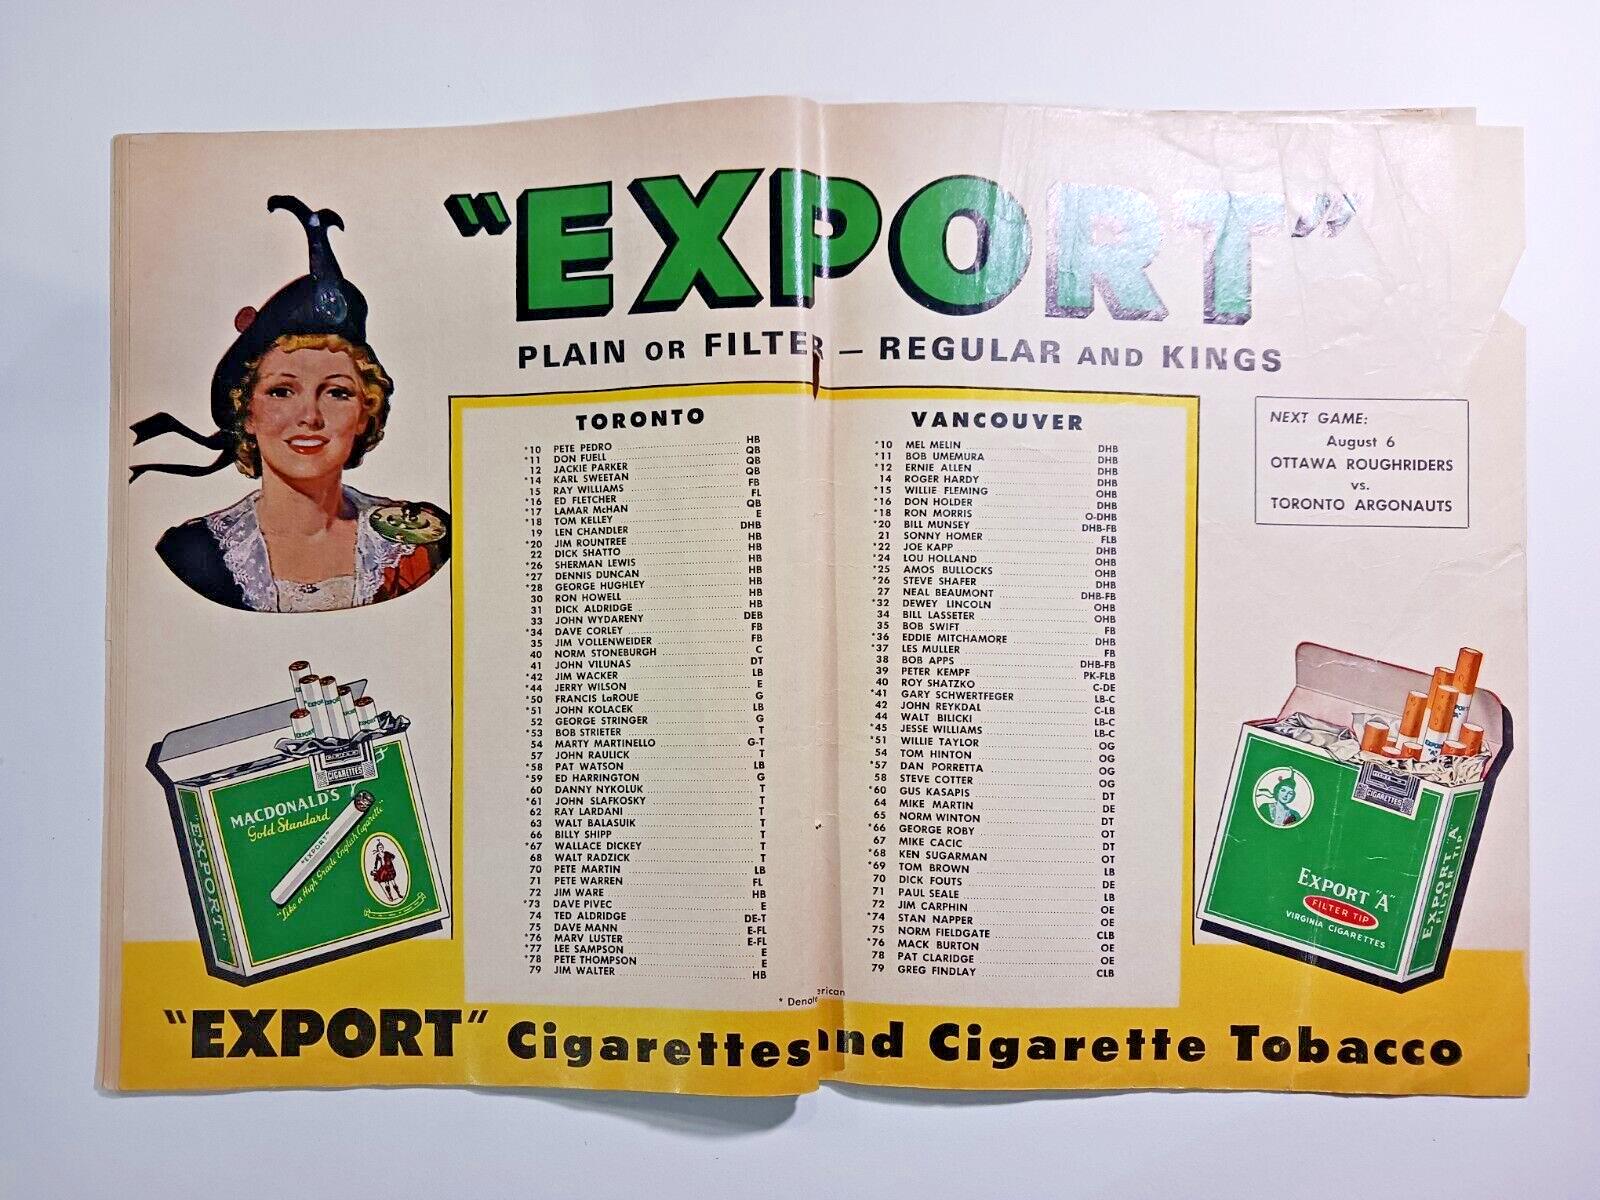 "EXPORT"
PLAIN OR FILTER — REGULAR AND KINGS
TORONTO
*10 PETE PEDRO HB
*11 DON FUELL QB
12 JACKIE PARKER QB
*14 KARL SWEETAN QB
15 RAY WILLIAMS FB
*16 ED FLETCHER FL
*17 LAMAR McHAN QB
*18 TOM KELLEY E
19 LEN CHANDLER DHB
*20 JIM ROUNTREE HB
22 DICK SHATTO HB
*26 SHERMAN LEWIS HB
*27 DENNIS DUNCAN HB
*28 GEORGE HUGHLEY HB
30 RON HOWELL HB
31 DICK ALDRIDGE HB
33 JOHN WYDARENY DEB
*34 DAVE CORLEY FB
35 JIM VOLLENWEIDER FB
40 NORM STONEBURGH C
41 JOHN VILUNAS DT
*42 JIM WACKER LB
*44 JERRY WILSON E
*50 FRANCIS LaROUE G
*51 JOHN KOLACEK LB
52 GEORGE STRINGER G
*53 BOB STRIETER T
54 MARTY MARTINELLO G-T
57 JOHN RAULICK T
*58 PAT WATSON LB
*59 ED HARRINGTON G
60 DANNY NYKOLUK T
*61 JOHN SLAFKOSKY T
62 RAY LARDANI T
63 WALT BALASUIK T
66 BILLY SHIPP T
*67 WALLACE DICKEY T
68 WALT RADZICK T
70 PETE MARTIN LB
71 PETE WARREN FL
72 JIM WARE HB
*73 DAVE PIVEC E
74 TED ALDRIDGE DE-T
75 DAVE MANN E-FL
*76 MARV LUSTER E-FL
*77 LEE SAMPSON E
*78 PETE THOMPSON E
79 JIM WALTER HB
VANCOUVER
*10 MEL MELIN DHB
*11 BOB UMEMURA DHB
*12 ERNIE ALLEN DHB
14 ROGER HARDY DHB
*15 WILLIE FLEMING OHB
*16 DON HOLDER DHB
*18 RON MORRIS O-DHB
*20 BILL MUNSEY DHB-FB
21 SONNY HOMER FLB
*22 JOE KAPP DHB
*24 LOU HOLLAND OHB
*25 AMOS BULLOCKS OHB
*26 STEVE SHAFER DHB
27 NEAL BEAUMONT DHB-FB
*32 DEWEY LINCOLN OHB
34 BILL LASSETER OHB
35 BOB SWIFT FB
*36 EDDIE MITCHAMORE DHB
*37 LES MULLER FB
38 BOB APPS DHB-FB
39 PETER KEMPF PK-FLB
40 ROY SHATZKO C-DE
*41 GARY SCHWERTFEGER LB-C
42 JOHN REYKDAL C-LB
44 WALT BILICKI LB-C
*45 JESSE WILLIAMS LB-C
*51 WILLIE TAYLOR OG
54 TOM HINTON OG
*57 DAN PORRETTA OG
58 STEVE COTTER OG
*60 GUS KASAPIS DT
64 MIKE MARTIN DE
65 NORM WINTON DT
*66 GEORGE ROBY OT
67 MIKE CACIC DT
*68 KEN SUGARMAN OT
*69 TOM BROWN LB
70 DICK FOUTS DE
71 PAUL SEALE LB
72 JIM CARPHIN OE
*74 STAN NAPPER OE
75 NORM FIELDGATE CLB
*76 MACK BURTON OE
78 PAT CLARIDGE OE
79 GREG FINDLAY CLB
* Denote erican
NEXT GAME:
August 6
OTTAWA ROUGHRIDERS
vs.
TORONTO ARGONAUTS
CIGARETTES
MACDONALD'S
Gold Standard
"EXPORT"
"Like a High Grade English Cigarette"
"EXPORT"
CIGARETTES
EXPORT "A"
FILTER TIP
VIRGINIA CIGARETTES
EXPORT "A"
FILTER TIP
"EXPORT" Cigarettes and Cigarette Tobacco